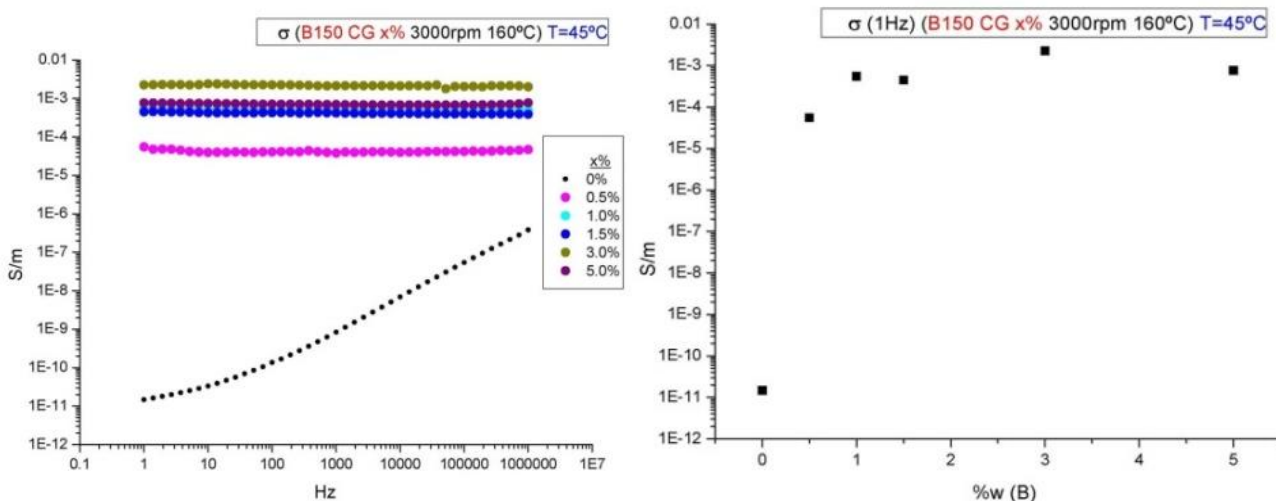 σ (B150 CG x% 3000rpm 160ºC) T=45ºC
0.01
1E-3
1E-4
1E-5
1E-6
1E-7
1E-8
1E-9
1E-10
1E-11
1E-12
S/m
0.1 1 10 100 1000 10000 100000 1000000 1E7
Hz
x%
0%
0.5%
1.0%
1.5%
3.0%
5.0%
σ (1Hz) (B150 CG x% 3000rpm 160ºC) T=45ºC
0.01
1E-3
1E-4
1E-5
1E-6
1E-7
1E-8
1E-9
1E-10
1E-11
1E-12
S/m
0 1 2 3 4 5
%w (B)